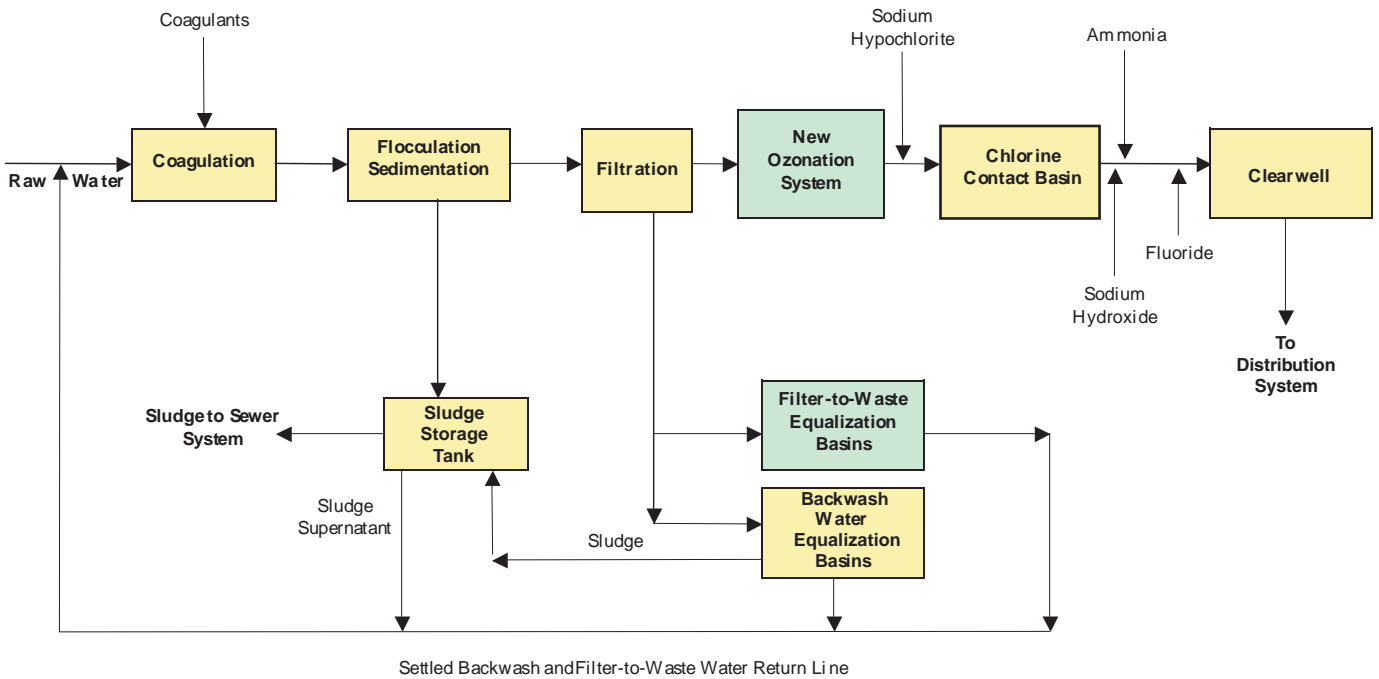 Coagulants
Sodium
Hypochlorite
Ammonia
Raw Water
Coagulation
Flocculation
Sedimentation
Filtration
New
Ozonation
System
Chlorine
Contact Basin
Clearwell
Fluoride
Sodium
Hydroxide
To
Distribution
System
Sludge to Sewer
System
Sludge
Storage
Tank
Filter-to-Waste
Equalization
Basins
Sludge
Supernatant
Sludge
Backwash
Water
Equalization
Basins
Settled Backwash and Filter-to-Waste Water Return Line